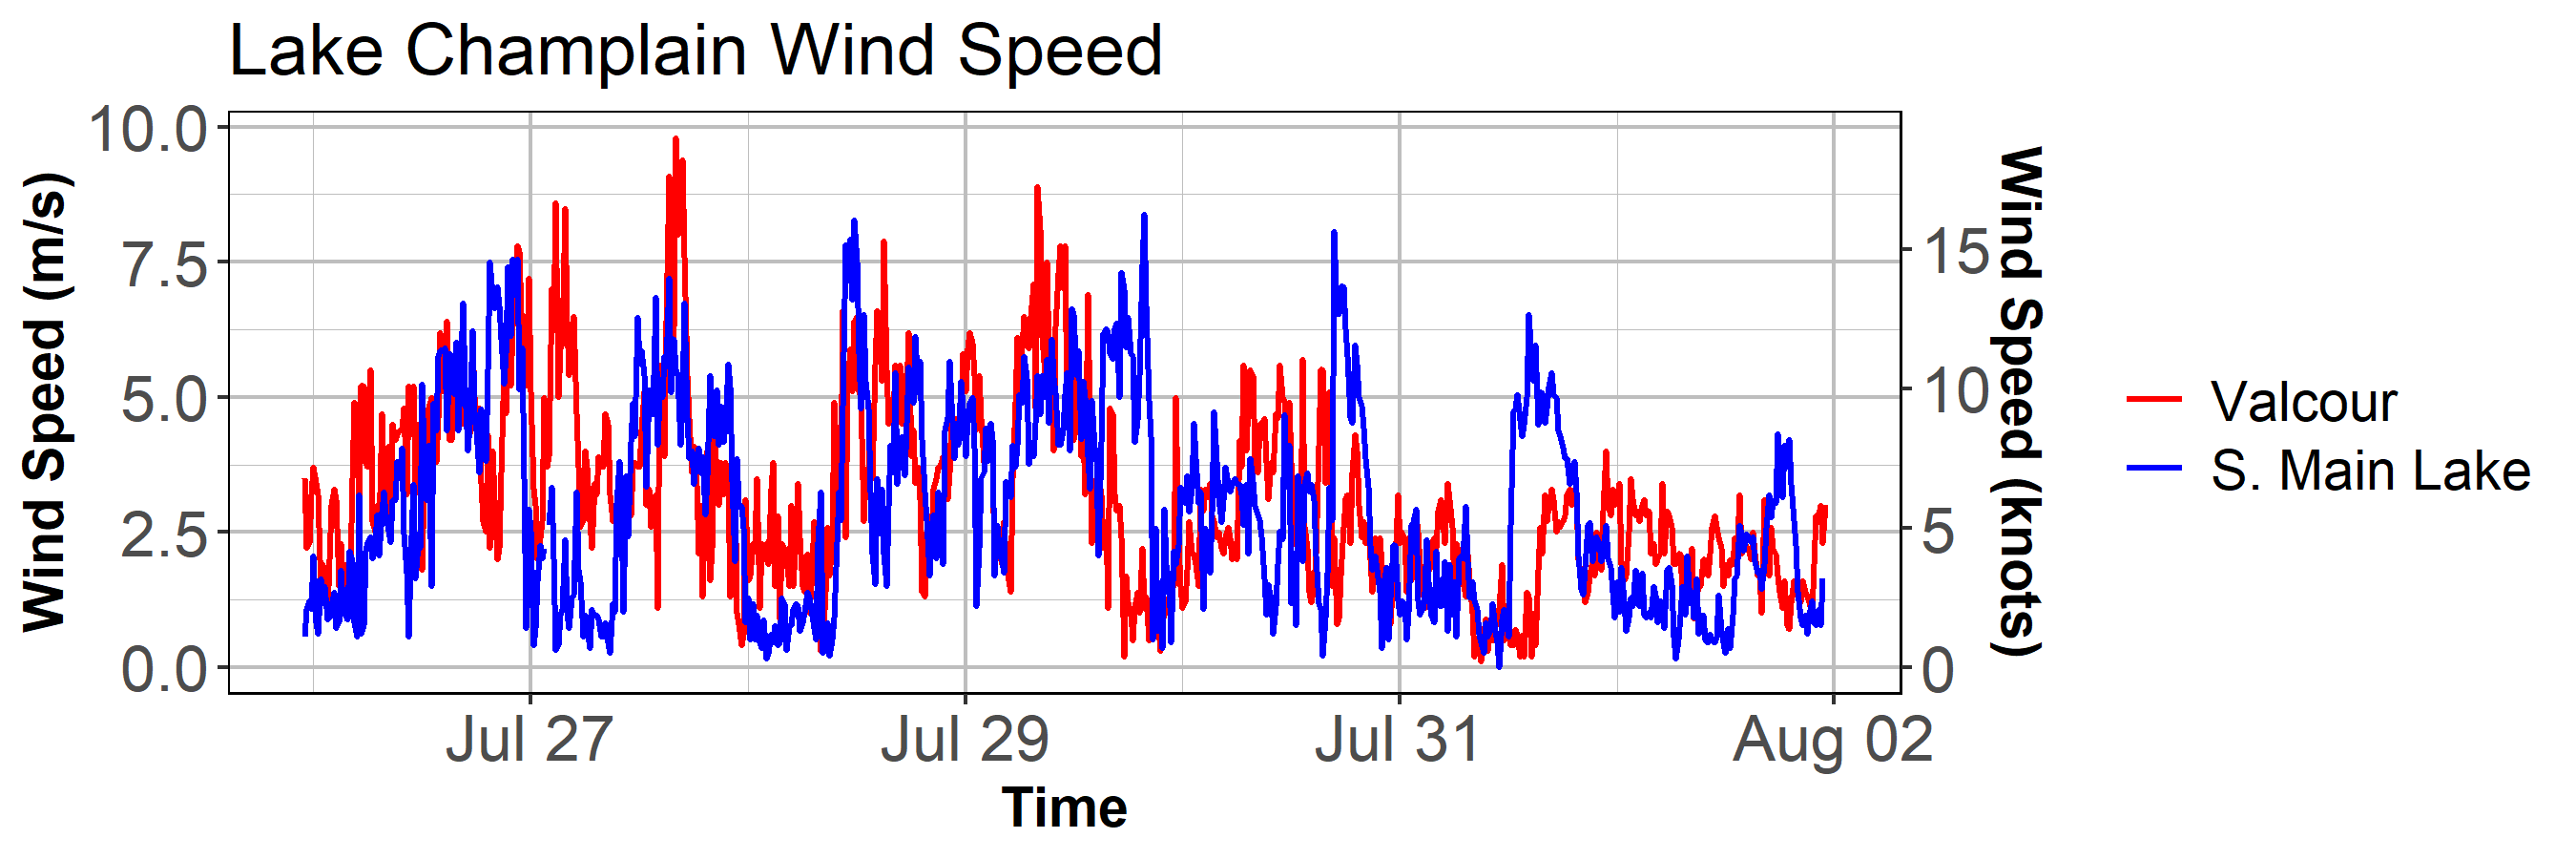 Lake Champlain Wind Speed
Wind Speed (m/s)
10.0
7.5
5.0
2.5
0.0
15
10
5
0
Wind Speed (knots)
Jul 27
Jul 29
Jul 31
Aug 02
Time
Valcour
S. Main Lake